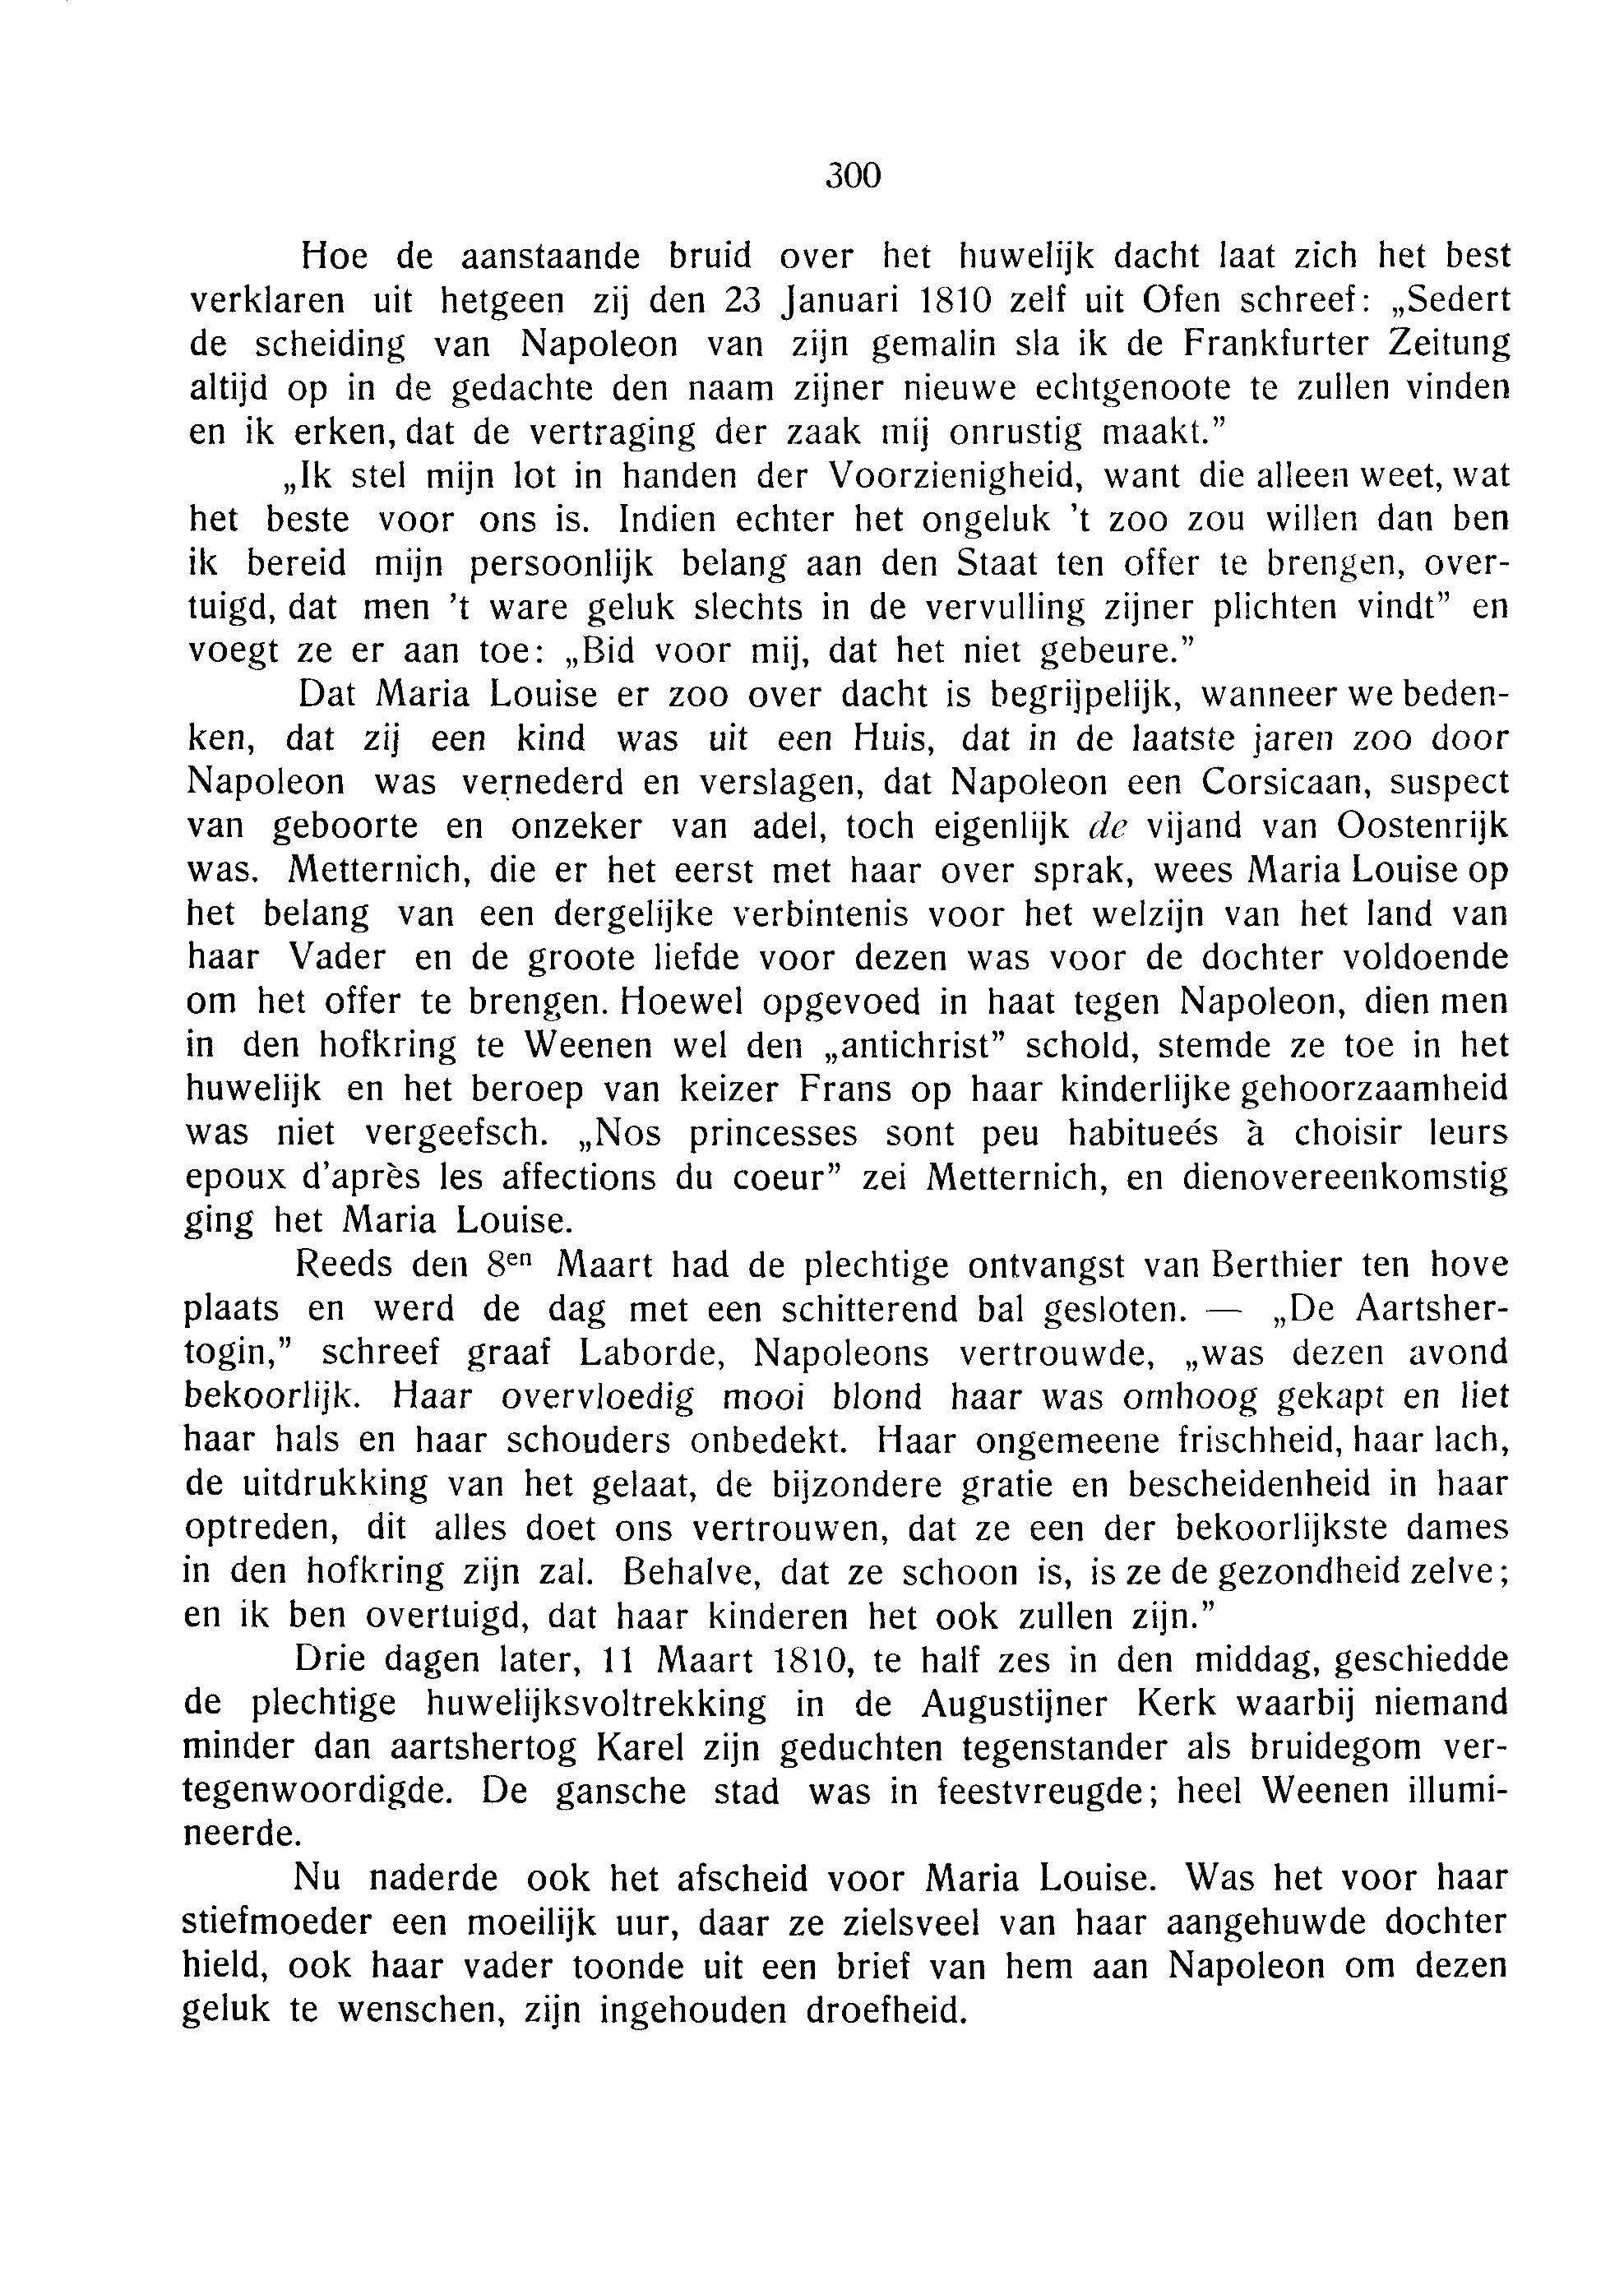 300
Hoe de aanstaande bruid over het huwelijk dacht laat zich het best
verklaren uit hetgeen zij den 23 Januari 1810 zelf uit Ofen schreef: „Sedert
de scheiding van Napoleon van zijn gemalin sla ik de Frankfurter Zeitung
altijd op in de gedachte den naam zijner nieuwe echtgenoote te zullen vinden
en ik erken, dat de vertraging der zaak mij onrustig maakt.”
„Ik stel mijn lot in handen der Voorzienigheid, want die alleen weet, wat
het beste voor ons is. Indien echter het ongeluk ’t zoo zou willen dan ben
ik bereid mijn persoonlijk belang aan den Staat ten offer te brengen, over-
tuigd, dat men ’t ware geluk slechts in de vervulling zijner plichten vindt” en
voegt ze er aan toe: „Bid voor mij, dat het niet gebeure.”
Dat Maria Louise er zoo over dacht is begrijpelijk, wanneer we beden-
ken, dat zij een kind was uit een Huis, dat in de laatste jaren zoo door
Napoleon was vernederd en verslagen, dat Napoleon een Corsicaan, suspect
van geboorte en onzeker van adel, toch eigenlijk de vijand van Oostenrijk
was. Metternich, die er het eerst met haar over sprak, wees Maria Louise op
het belang van een dergelijke verbintenis voor het welzijn van het land van
haar Vader en de groote liefde voor dezen was voor de dochter voldoende
om het offer te brengen. Hoewel opgevoed in haat tegen Napoleon, dien men
in den hofkring te Weenen wel den „antichrist” schold, stemde ze toe in het
huwelijk en het beroep van keizer Frans op haar kinderlijke gehoorzaamheid
was niet vergeefsch. „Nos princesses sont peu habitueés à choisir leurs
epoux d’après les affections du coeur” zei Metternich, en dienovereenkomstig
ging het Maria Louise.
Reeds den 8en Maart had de plechtige ontvangst van Berthier ten hove
plaats en werd de dag met een schitterend bal gesloten. — „De Aartsher-
togin,” schreef graaf Laborde, Napoleons vertrouwde, „was dezen avond
bekoorlijk. Haar overvloedig mooi blond haar was omhoog gekapt en liet
haar hals en haar schouders onbedekt. Haar ongemeene frischheid, haar lach,
de uitdrukking van het gelaat, de bijzondere gratie en bescheidenheid in haar
optreden, dit alles doet ons vertrouwen, dat ze een der bekoorlijkste dames
in den hofkring zijn zal. Behalve, dat ze schoon is, is ze de gezondheid zelve;
en ik ben overtuigd, dat haar kinderen het ook zullen zijn.”
Drie dagen later, 11 Maart 1810, te half zes in den middag, geschiedde
de plechtige huwelijksvoltrekking in de Augustijner Kerk waarbij niemand
minder dan aartshertog Karel zijn geduchten tegenstander als bruidegom ver-
tegenwoordigde. De gansche stad was in feestvreugde; heel Weenen illumi-
neerde.
Nu naderde ook het afscheid voor Maria Louise. Was het voor haar
stiefmoeder een moeilijk uur, daar ze zielsveel van haar aangehuwde dochter
hield, ook haar vader toonde uit een brief van hem aan Napoleon om dezen
geluk te wenschen, zijn ingehouden droefheid.